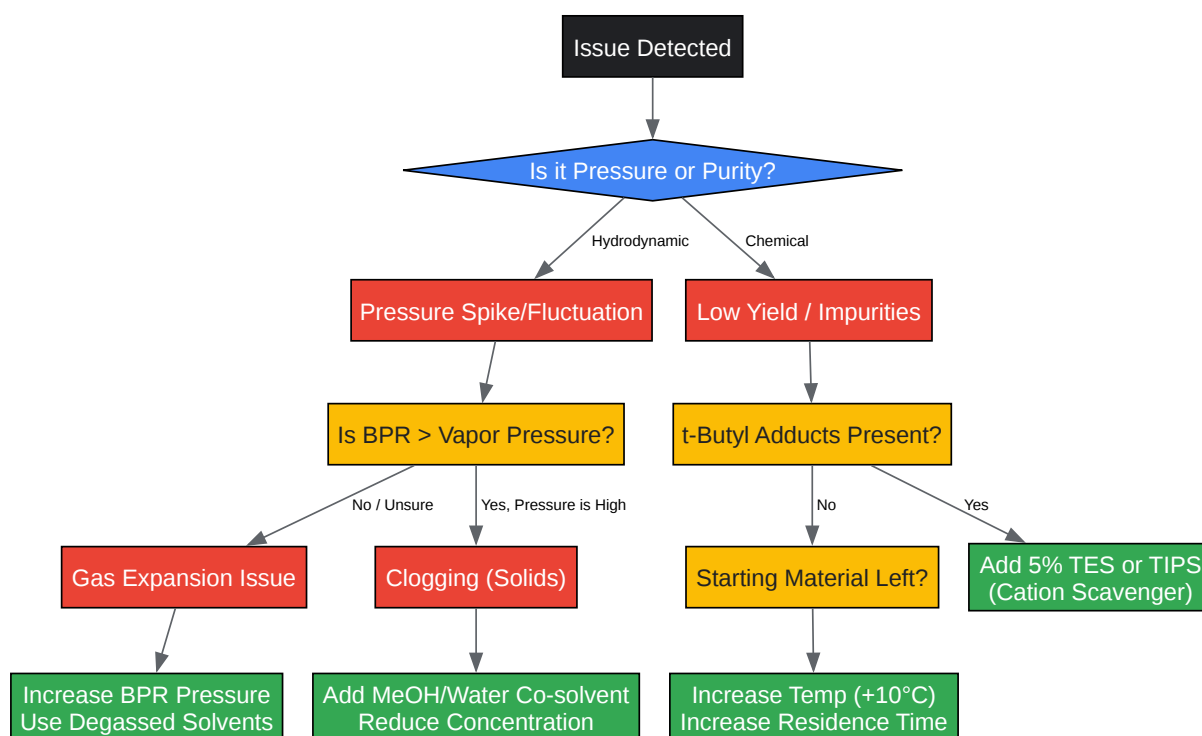 Issue Detected
Is it Pressure or Purity?
Hydrodynamic
Chemical
Pressure Spike/Fluctuation
Low Yield / Impurities
Is BPR > Vapor Pressure?
t-Butyl Adducts Present?
No / Unsure
Yes, Pressure is High
No
Yes
Gas Expansion Issue
Clogging (Solids)
Starting Material Left?
Add 5% TES or TIPS
(Cation Scavenger)
Increase BPR Pressure
Use Degassed Solvents
Add MeOH/Water Co-solvent
Reduce Concentration
Increase Temp (+10°C)
Increase Residence Time